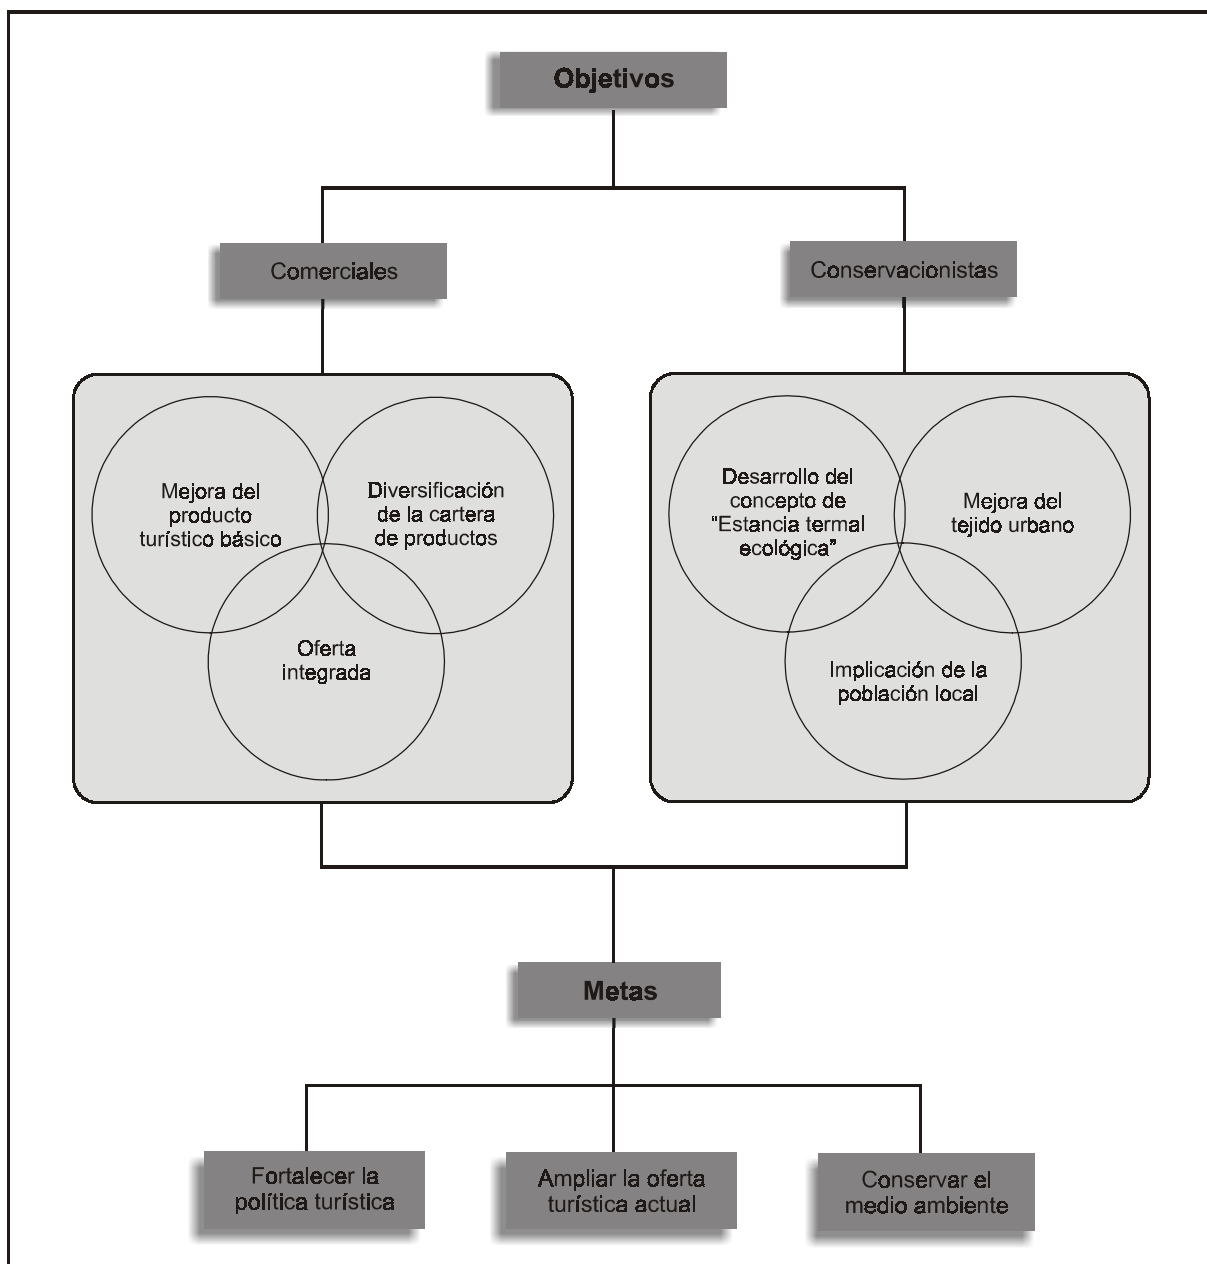 Objetivos
Comerciales
Conservacionistas
Mejora del
producto
turístico básico
Diversificación
de la cartera
de productos
Oferta
integrada
Desarrollo del
concepto de
"Estancia termal
ecológica"
Mejora del
tejido urbano
Implicación de la
población local
Metas
Fortalecer la
política turística
Ampliar la oferta
turística actual
Conservar el
medio ambiente